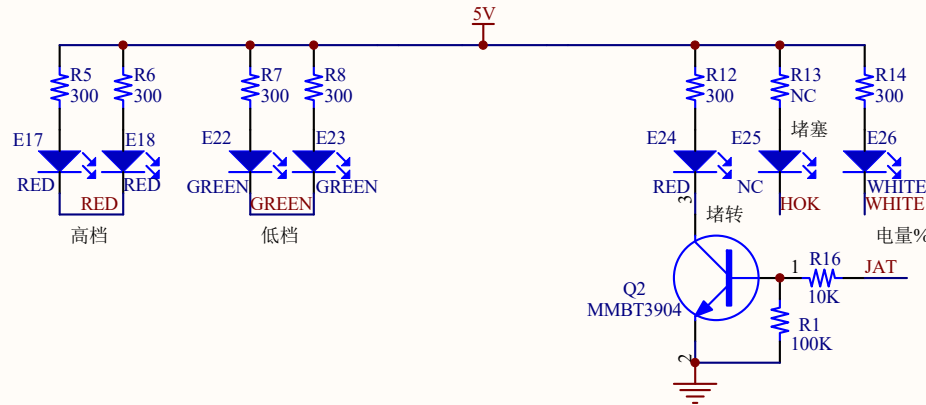 5V
R5
300
R6
300
R7
300
R8
300
R12
300
R13
NC
R14
300
堵塞
E17
RED
E18
RED
E22
GREEN
E23
GREEN
E24
RED
E25
NC
E26
WHITE
RED
GREEN
HOK
WHITE
高档
低档
3
堵转
电量%
Q2
MMBT3904
1
R16
10K
JAT
R1
100K
2